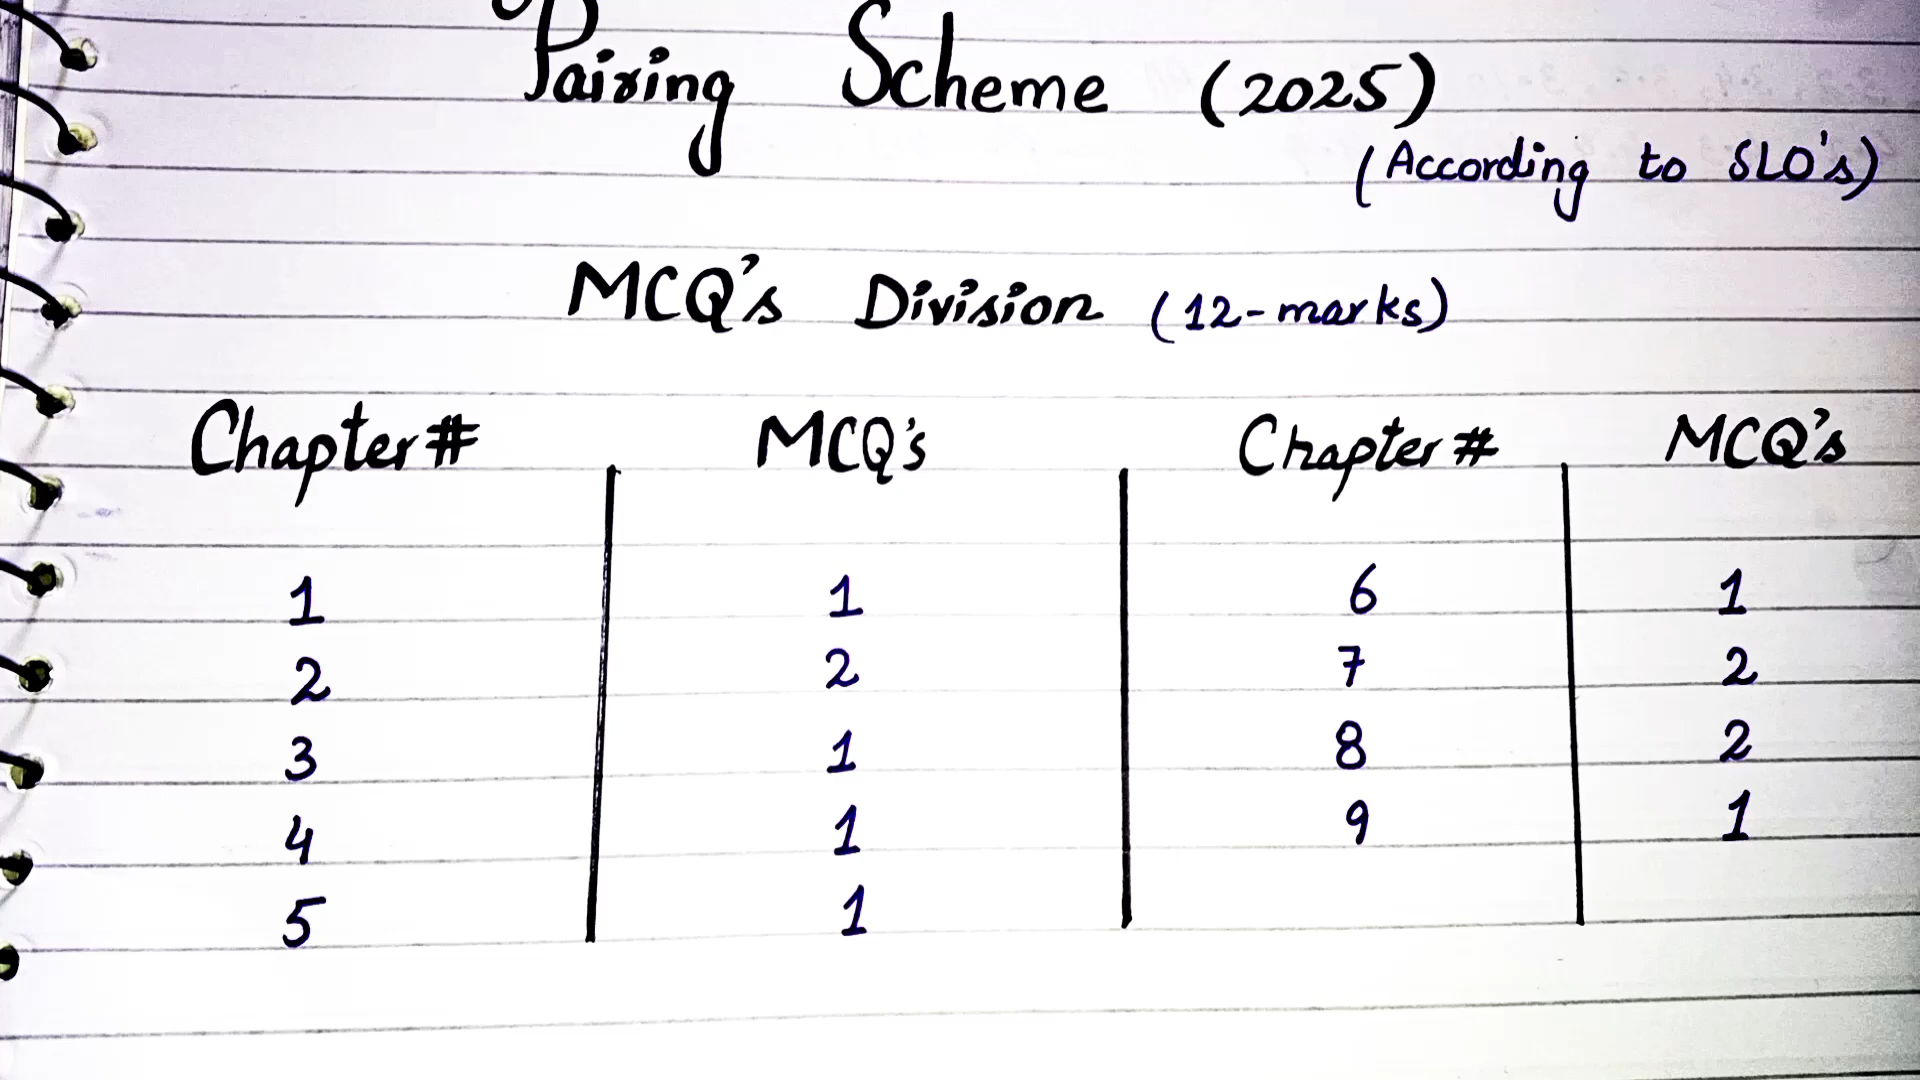 Pairing Scheme (2025)
(According to SLO's)
MCQ's Division (12-marks)
Chapter # MCQ's Chapter # MCQ's
1 1 6 1
2 2 7 2
3 1 8 2
4 1 9 1
5 1